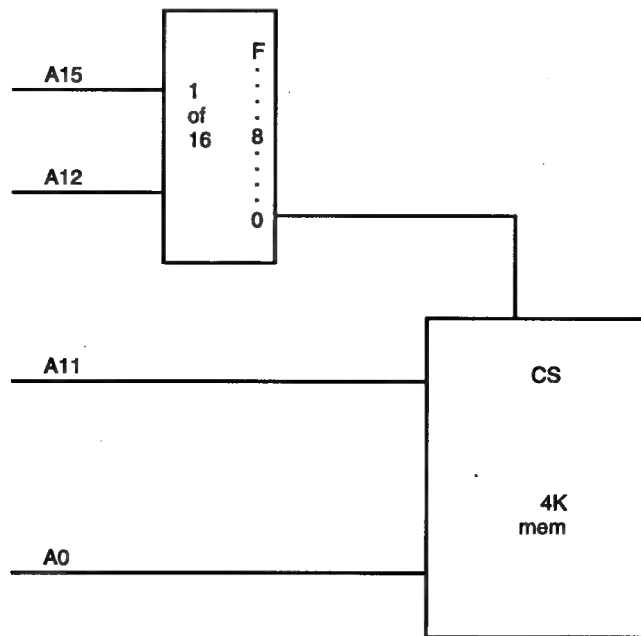 A15
A12
1
of
16
F
.
.
.
.
8
.
.
.
.
0
A11
A0
CS
4K
mem